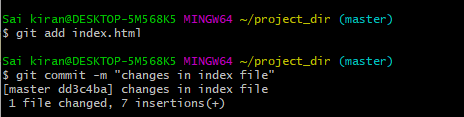 Sai kiran@DESKTOP-5M568K5 MINGW64 ~/project_dir (master)
$ git add index.html
Sai kiran@DESKTOP-5M568K5 MINGW64 ~/project_dir (master)
$ git commit -m "changes in index file"
[master dd3c4ba] changes in index file
 1 file changed, 7 insertions(+)